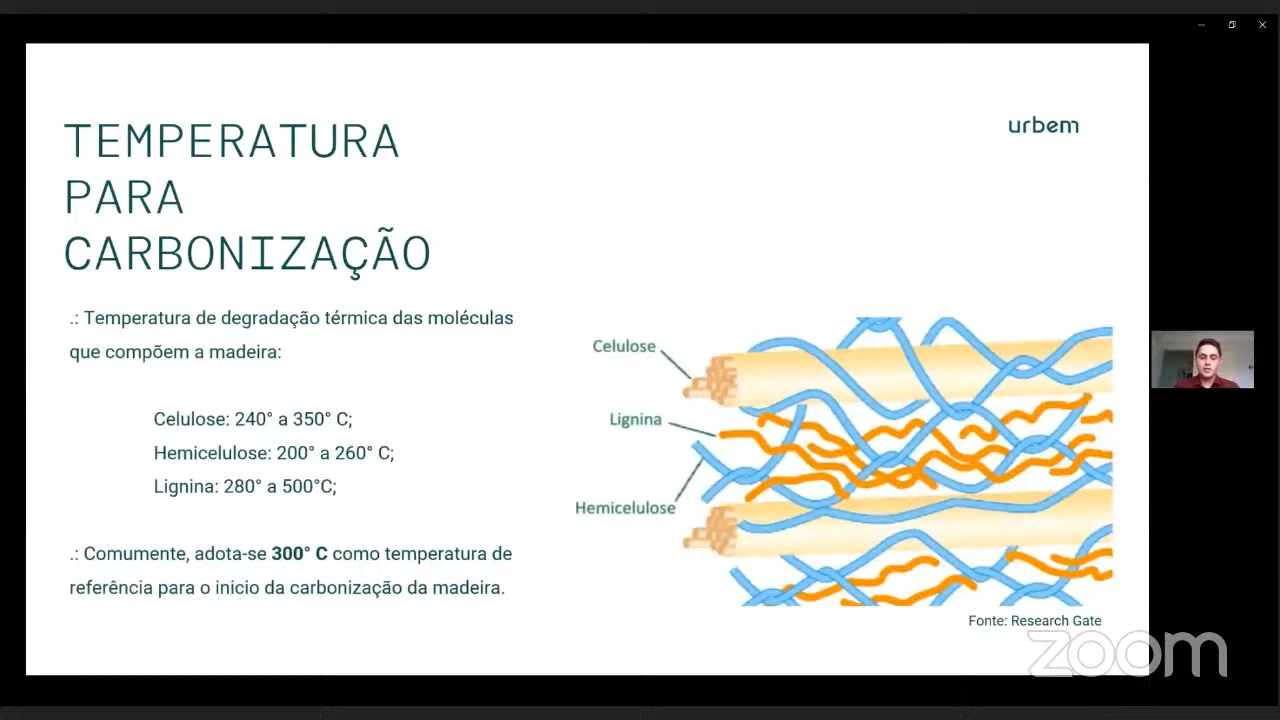 TEMPERATURA
PARA
CARBONIZAÇÃO
urbem
.: Temperatura de degradação térmica das moléculas
que compõem a madeira:
Celulose: 240° a 350° C;
Hemicelulose: 200° a 260° C;
Lignina: 280° a 500°C;
.: Comumente, adota-se 300° C como temperatura de
referência para o inicio da carbonização da madeira.
Celulose
Lignina
Hemicelulose
Fonte: Research Gate
zoom